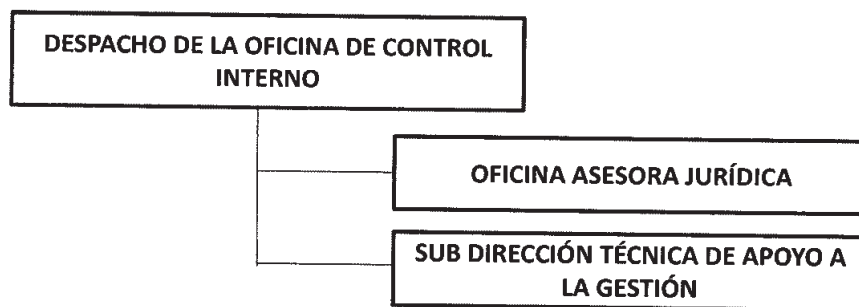 DESPACHO DE LA OFICINA DE CONTROL
INTERNO
OFICINA ASESORA JURÍDICA
SUB DIRECCIÓN TÉCNICA DE APOYO A
LA GESTIÓN